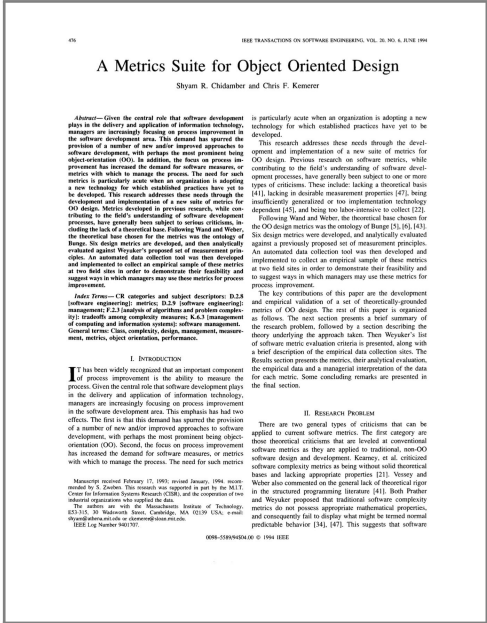 476
IEEE TRANSACTIONS ON SOFTWARE ENGINEERING, VOL. 20, NO. 6, JUNE 1994
A Metrics Suite for Object Oriented Design
Shyam R. Chidamber and Chris F. Kemerer
Abstract—Given the central role that software development
plays in the delivery and application of information technology,
managers are increasingly focusing on process improvement in
the software development area. This demand has spurred the
provision of a number of new and/or improved approaches to
software development, with perhaps the most prominent being
object-orientation (OO). In addition, the focus on process im-
provement has increased the demand for software measures, or
metrics with which to manage the process. The need for such
metrics is particularly acute when an organization is adopting
a new technology for which established practices have yet to
be developed. This research addresses these needs through the
development and implementation of a new suite of metrics for
OO design. Metrics developed in previous research, while con-
tributing to the field's understanding of software development
processes, have generally been subject to serious criticisms, in-
cluding the lack of a theoretical base. Following Wand and Weber,
the theoretical base chosen for the metrics was the ontology of
Bunge. Six design metrics are developed, and then analytically
evaluated against Weyuker's proposed set of measurement prin-
ciples. An automated data collection tool was then developed
and implemented to collect an empirical sample of these metrics
at two field sites in order to demonstrate their feasibility and
suggest ways in which managers may use these metrics for process
improvement.
Index Terms—CR categories and subject descriptors: D.2.8
[software engineering]: metrics; D.2.9 [software engineering]:
management; F.2.3 [analysis of algorithms and problem complex-
ity]: tradeoffs among complexity measures; K.6.3 [management
of computing and information systems]: software management.
General terms: Class, complexity, design, management, measure-
ment, metrics, object orientation, performance.
I. INTRODUCTION
IT has been widely recognized that an important component
of process improvement is the ability to measure the
process. Given the central role that software development plays
in the delivery and application of information technology,
managers are increasingly focusing on process improvement
in the software development area. This emphasis has had two
effects. The first is that this demand has spurred the provision
of a number of new and/or improved approaches to software
development, with perhaps the most prominent being object-
orientation (OO). Second, the focus on process improvement
has increased the demand for software measures, or metrics
with which to manage the process. The need for such metrics
Manuscript received February 17, 1993; revised January, 1994. recom-
mended by S. Zweben. This research was supported in part by the M.I.T.
Center for Information Systems Research (CISR), and the cooperation of two
industrial organizations who supplied the data.
The authors are with the Massachusetts Institute of Technology,
E53-315, 30 Wadsworth Street, Cambridge, MA 02139 USA; e-mail:
shyam@athena.mit.edu or ckemerer@sloan.mit.edu.
IEEE Log Number 9401707.
is particularly acute when an organization is adopting a new
technology for which established practices have yet to be
developed.
This research addresses these needs through the devel-
opment and implementation of a new suite of metrics for
OO design. Previous research on software metrics, while
contributing to the field's understanding of software devel-
opment processes, have generally been subject to one or more
types of criticisms. These include: lacking a theoretical basis
[41], lacking in desirable measurement properties [47], being
insufficiently generalized or too implementation technology
dependent [45], and being too labor-intensive to collect [22].
Following Wand and Weber, the theoretical base chosen for
the OO design metrics was the ontology of Bunge [5], [6], [43].
Six design metrics were developed, and analytically evaluated
against a previously proposed set of measurement principles.
An automated data collection tool was then developed and
implemented to collect an empirical sample of these metrics
at two field sites in order to demonstrate their feasibility and
to suggest ways in which managers may use these metrics for
process improvement.
The key contributions of this paper are the development
and empirical validation of a set of theoretically-grounded
metrics of OO design. The rest of this paper is organized
as follows. The next section presents a brief summary of
the research problem, followed by a section describing the
theory underlying the approach taken. Then Weyuker's list
of software metric evaluation criteria is presented, along with
a brief description of the empirical data collection sites. The
Results section presents the metrics, their analytical evaluation,
the empirical data and a managerial interpretation of the data
for each metric. Some concluding remarks are presented in
the final section.
II. RESEARCH PROBLEM
There are two general types of criticisms that can be
applied to current software metrics. The first category are
those theoretical criticisms that are leveled at conventional
software metrics as they are applied to traditional, non-OO
software design and development. Kearney, et al. criticized
software complexity metrics as being without solid theoretical
bases and lacking appropriate properties [21]. Vessey and
Weber also commented on the general lack of theoretical rigor
in the structured programming literature [41]. Both Prather
and Weyuker proposed that traditional software complexity
metrics do not possess appropriate mathematical properties,
and consequently fail to display what might be termed normal
predictable behavior [34], [47]. This suggests that software
0098-5589/94$04.00 © 1994 IEEE